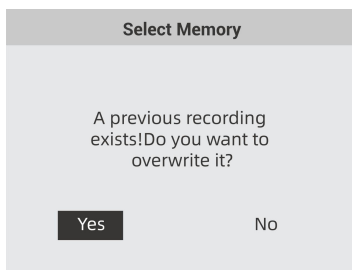 Select Memory
A previous recording
exists!Do you want to
overwrite it?
Yes No